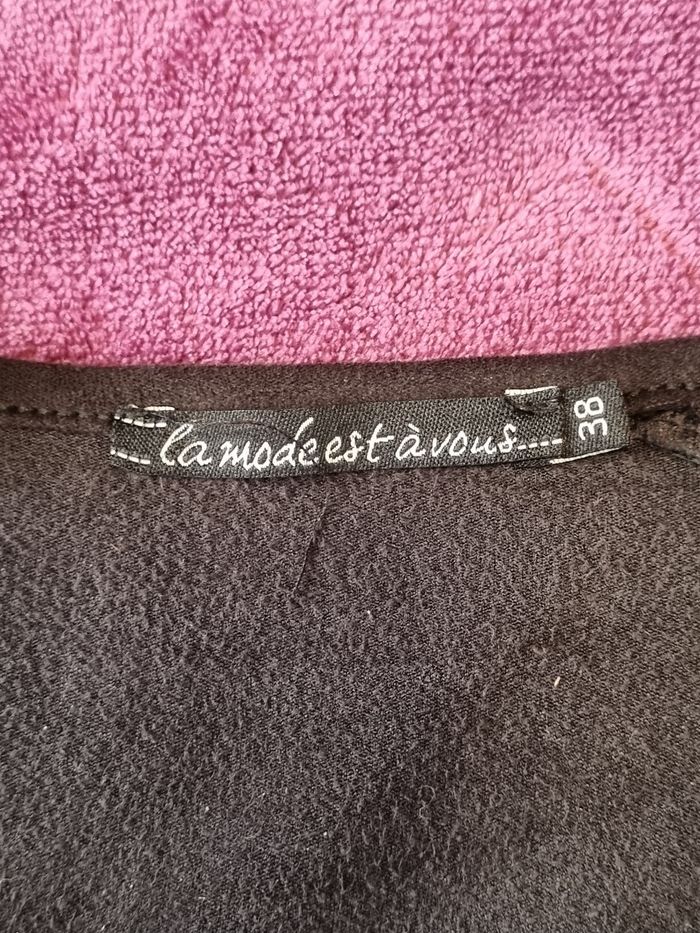 la mode est à vous.....
38